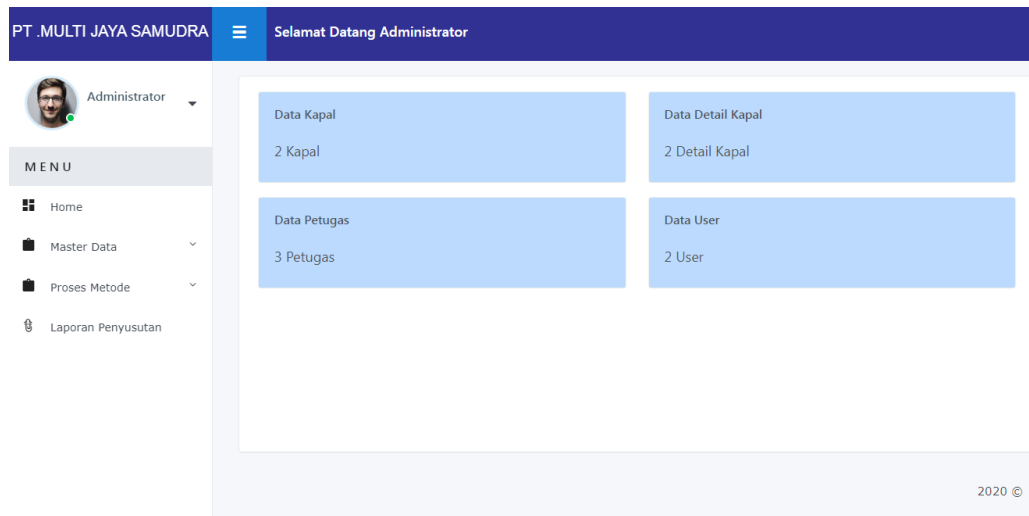 PT .MULTI JAYA SAMUDRA
Selamat Datang Administrator
Administrator
MENU
Home
Master Data
Proses Metode
Laporan Penyusutan
Data Kapal
2 Kapal
Data Detail Kapal
2 Detail Kapal
Data Petugas
3 Petugas
Data User
2 User
2020 ©